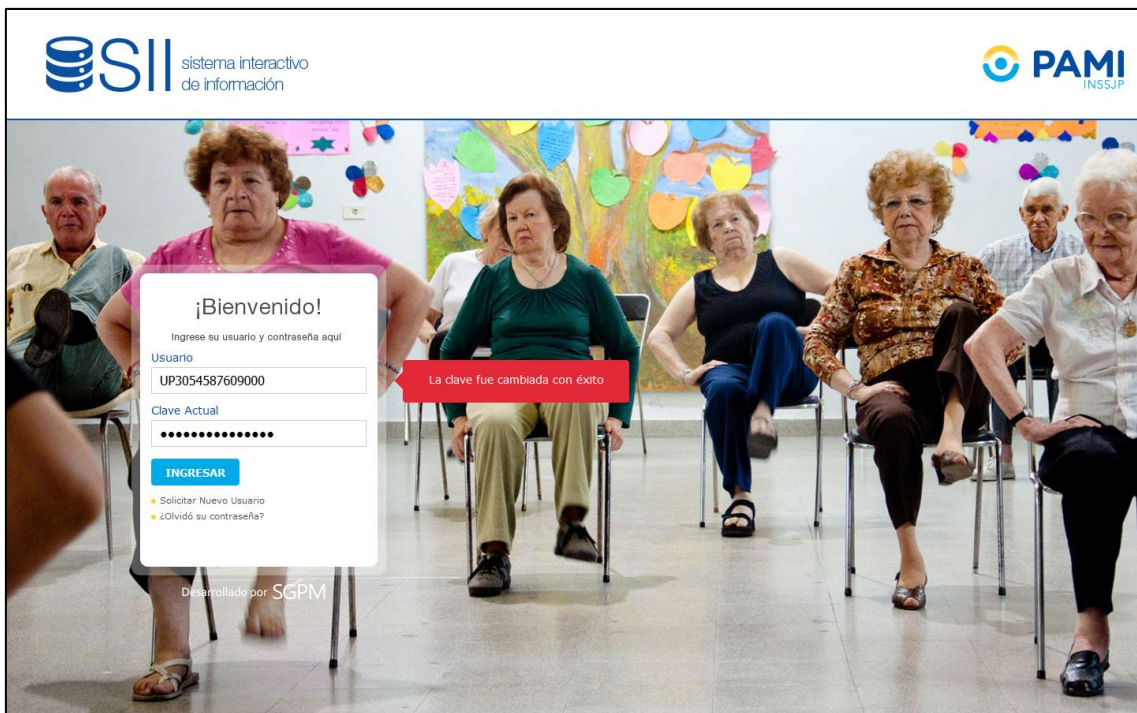 SII
sistema interactivo
de información
PAMI
INSSJP
¡Bienvenido!
Ingrese su usuario y contraseña aquí
Usuario
UP3054587609000
La clave fue cambiada con éxito
Clave Actual
•••••••••••••••
INGRESAR
Solicitar Nuevo Usuario
¿Olvidó su contraseña?
Desarrollado por SGPM